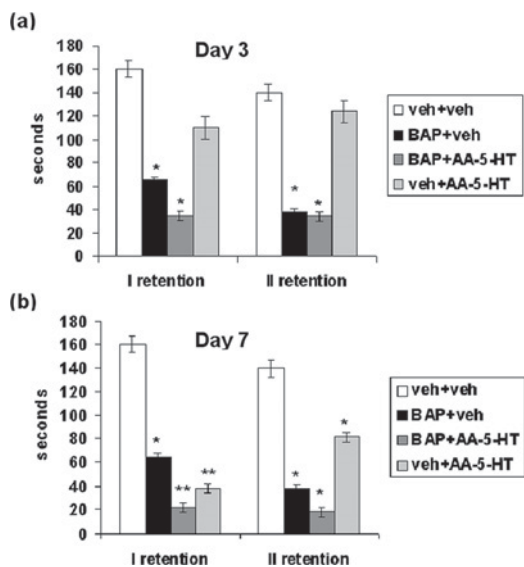 (a)
Day 3
180
160
140
120
100
80
60
40
20
0
seconds
* * * *
I retention II retention
veh+veh
BAP+veh
BAP+AA-5-HT
veh+AA-5-HT
(b)
Day 7
180
160
140
120
100
80
60
40
20
0
seconds
* ** ** * * *
I retention II retention
veh+veh
BAP+veh
BAP+AA-5-HT
veh+AA-5-HT